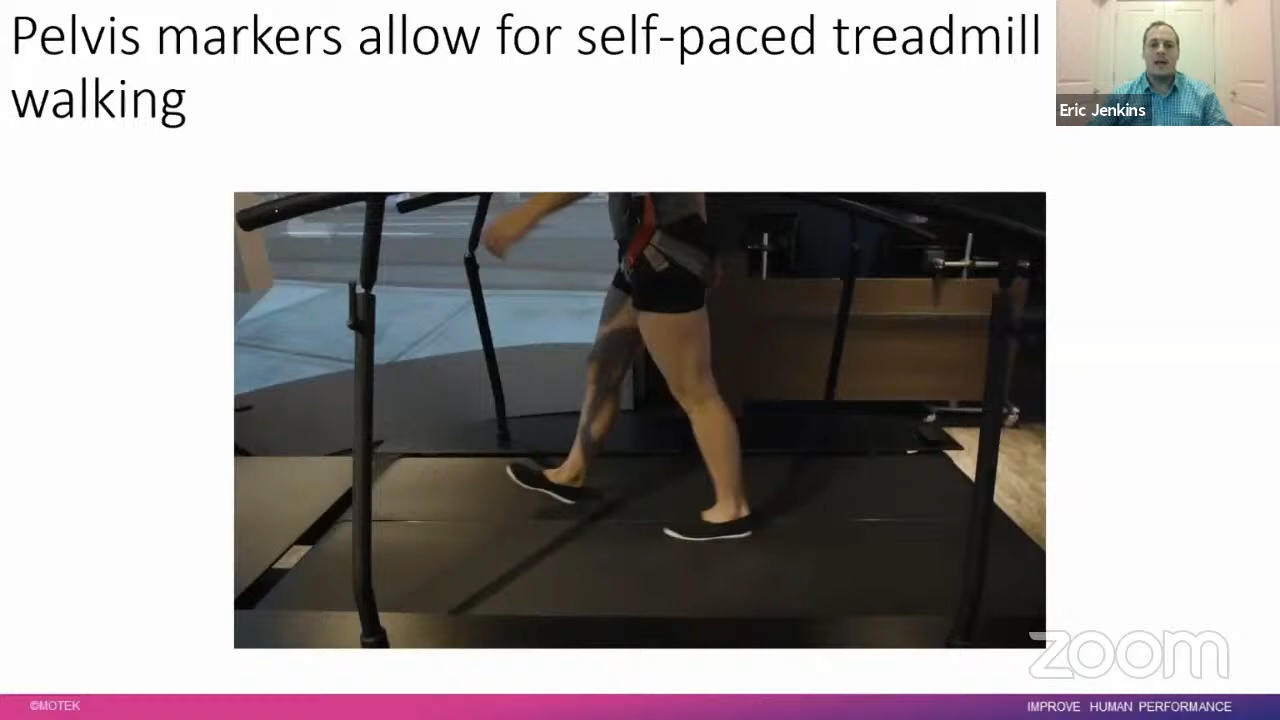 Pelvis markers allow for self-paced treadmill
walking
Eric Jenkins
zoom
©MOTEK
IMPROVE HUMAN PERFORMANCE